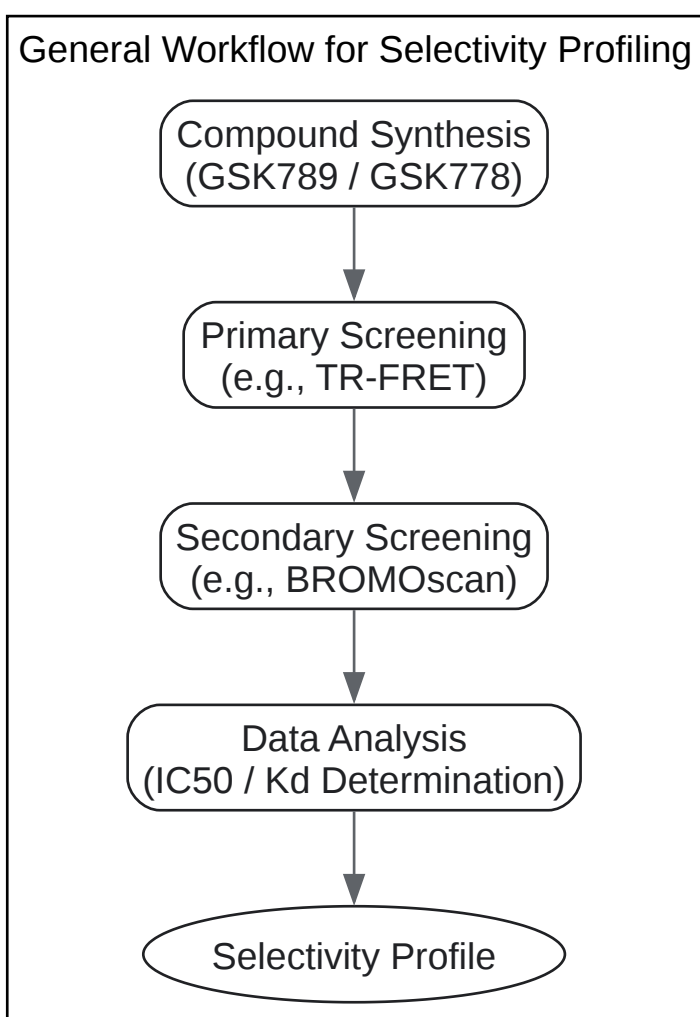 General Workflow for Selectivity Profiling
Compound Synthesis
(GSK789 / GSK778)
Primary Screening
(e.g., TR-FRET)
Secondary Screening
(e.g., BROMOscan)
Data Analysis
(IC50 / Kd Determination)
Selectivity Profile